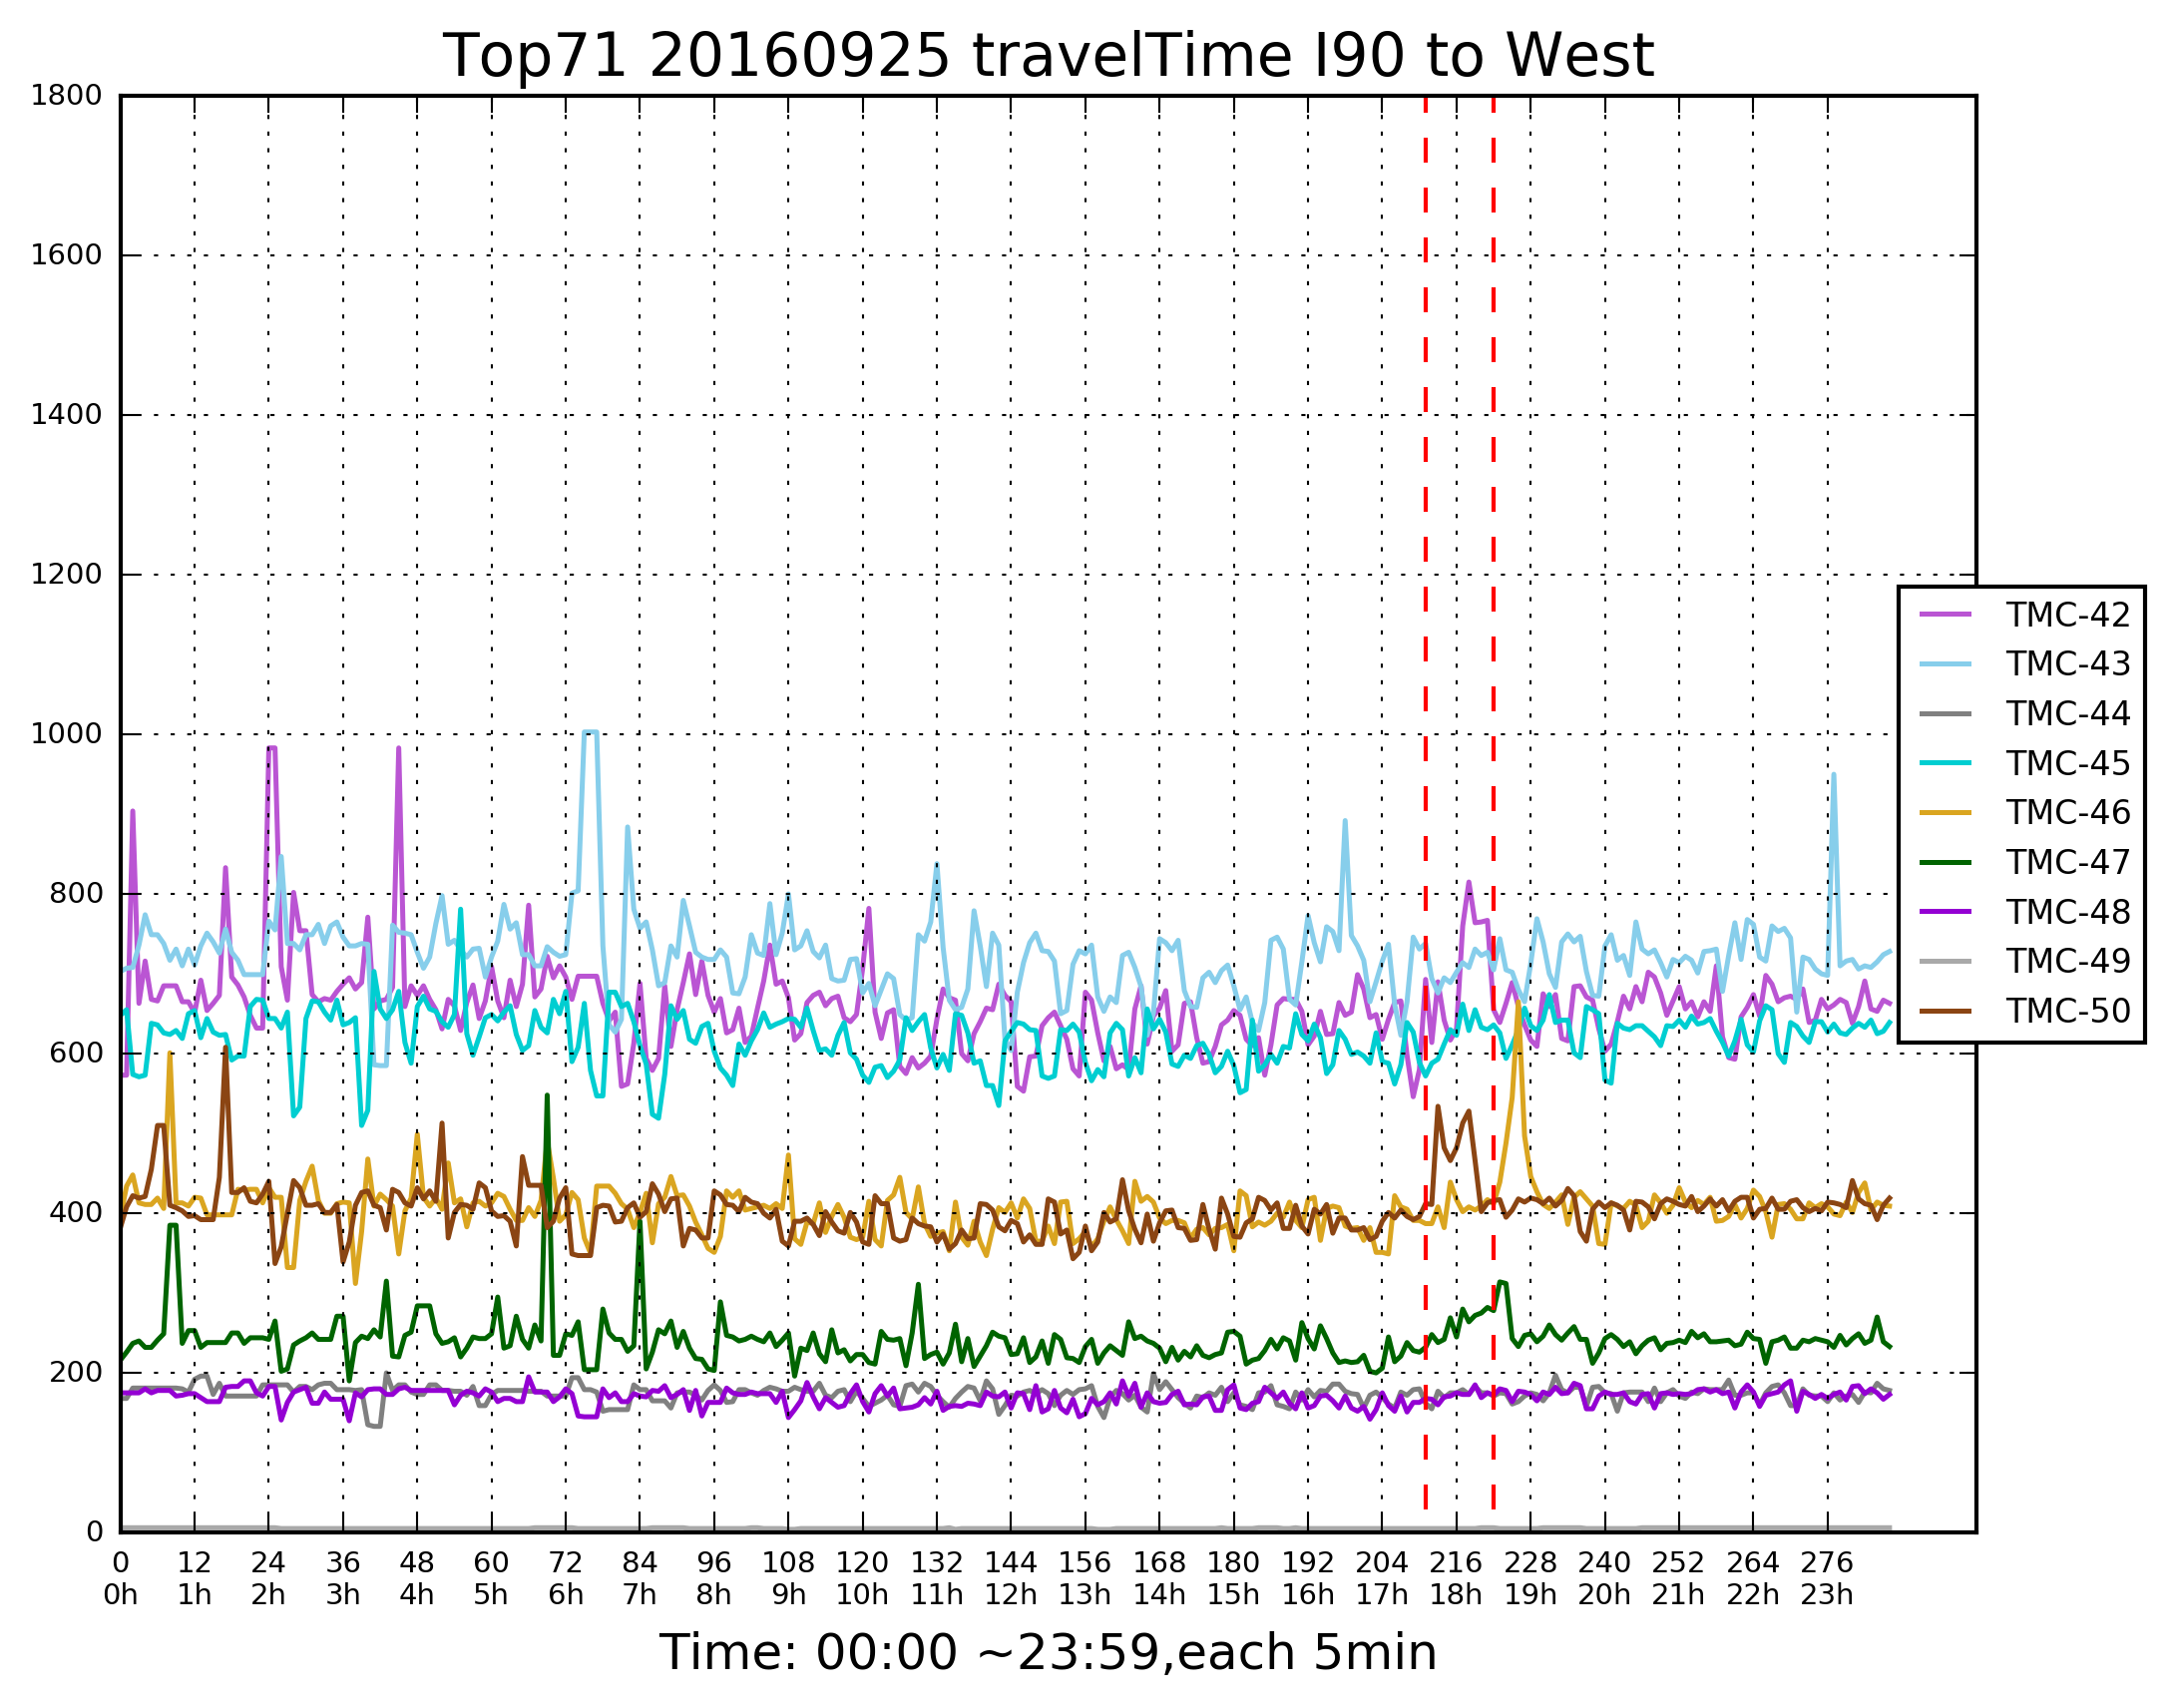 Top71 20160925 travelTime I90 to West
1800
1600
1400
1200
1000
800
600
400
200
0
TMC-42
TMC-43
TMC-44
TMC-45
TMC-46
TMC-47
TMC-48
TMC-49
TMC-50
0 12 24 36 48 60 72 84 96 108 120 132 144 156 168 180 192 204 216 228 240 252 264 276
0h 1h 2h 3h 4h 5h 6h 7h 8h 9h 10h 11h 12h 13h 14h 15h 16h 17h 18h 19h 20h 21h 22h 23h
Time: 00:00 ~23:59,each 5min